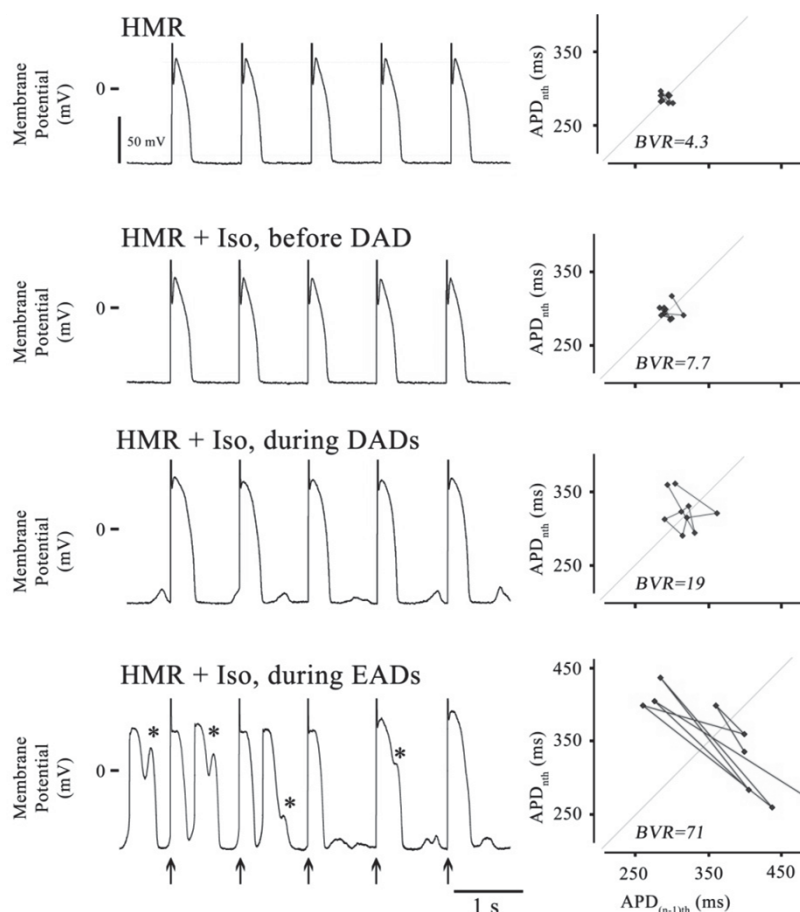 HMR
Membrane
Potential
(mV)
0
50 mV
APDnth (ms)
350
250
BVR=4.3
HMR + Iso, before DAD
Membrane
Potential
(mV)
0
APDnth (ms)
350
250
BVR=7.7
HMR + Iso, during DADs
Membrane
Potential
(mV)
0
APDnth (ms)
350
250
BVR=19
HMR + Iso, during EADs
Membrane
Potential
(mV)
0
* * * *
1 s
APDnth (ms)
450
350
250
BVR=71
250 350 450
APD(n-1)th (ms)